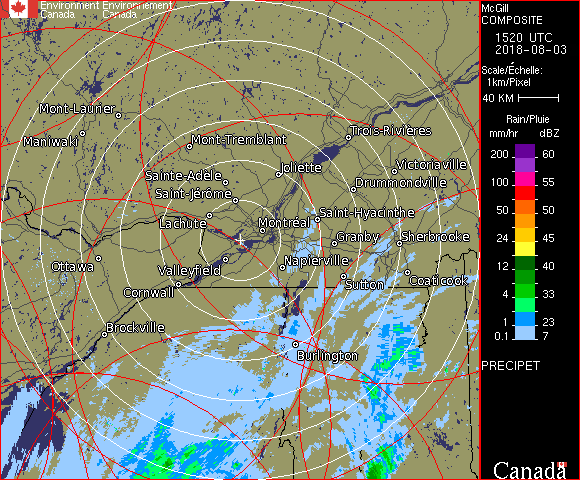 Environment Environnement
Canada Canada
McGill
COMPOSITE
1520 UTC
2018-08-03
Scale/Échelle:
1km/Pixel
40 KM
Rain/Pluie
mm/hr dBZ
200 60
150 57
100 55
50 50
24 45
12 40
4 33
1 23
0.1 7
PRECIPET
Canada
Mont-Laurier
Maniwaki
Mont-Tremblant
Trois-Rivières
Joliette
Victoriaville
Sainte-Adèle
Drummondville
Saint-Jérôme
Lachute
Saint-Hyacinthe
Montréal
Granby
Sherbrooke
Ottawa
Valleyfield
Napierville
Cornwall
Sutton
Coaticook
Brockville
Burlington